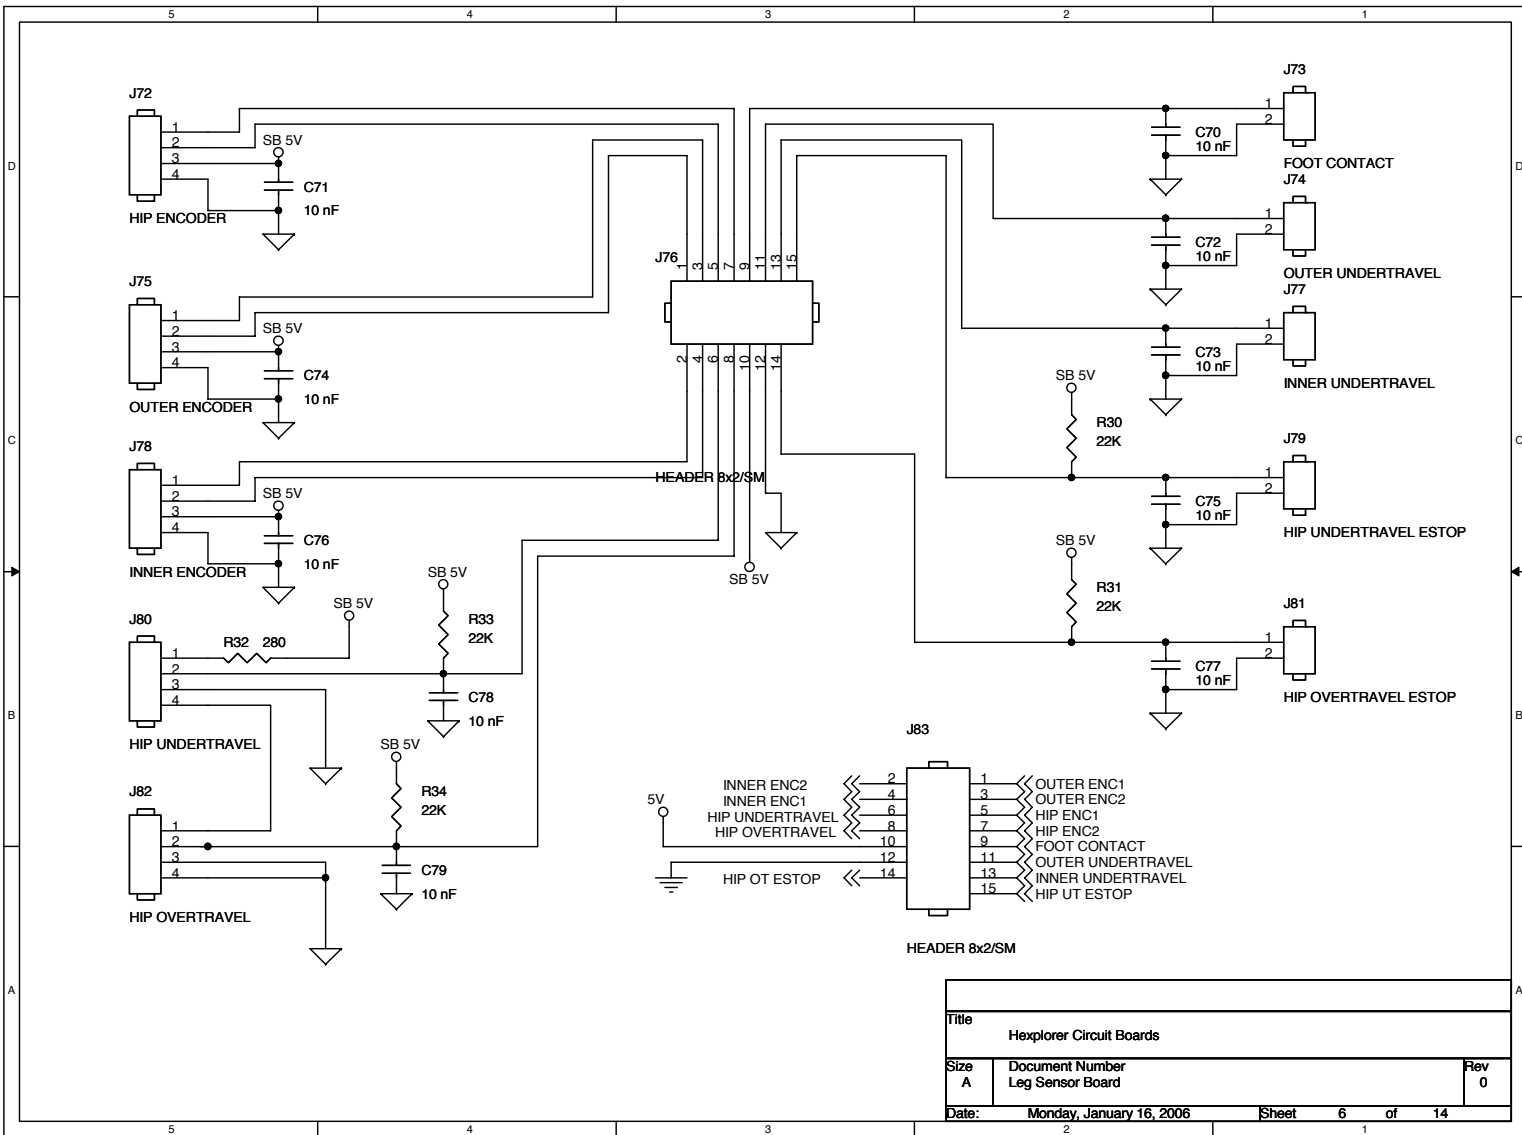 5 4 3 2 1
D
C
B
A
D
C
B
A
J72
1
2
3
4
SB 5V
C71
10 nF
HIP ENCODER
J75
1
2
3
4
SB 5V
C74
10 nF
OUTER ENCODER
J78
1
2
3
4
SB 5V
C76
10 nF
INNER ENCODER
J80
1
2
3
4
R32 280
SB 5V
SB 5V
R33
22K
C78
10 nF
HIP UNDERTRAVEL
J82
1
2
3
4
SB 5V
R34
22K
C79
10 nF
HIP OVERTRAVEL
J76
1 3 5 7 9 11 13 15
2 4 6 8 10 12 14
HEADER 8x2/SM
SB 5V
J73
1
2
C70
10 nF
FOOT CONTACT
J74
1
2
C72
10 nF
OUTER UNDERTRAVEL
J77
1
2
C73
10 nF
INNER UNDERTRAVEL
SB 5V
R30
22K
J79
1
2
C75
10 nF
HIP UNDERTRAVEL ESTOP
SB 5V
R31
22K
J81
1
2
C77
10 nF
HIP OVERTRAVEL ESTOP
J83
5V
INNER ENC2 2 1 OUTER ENC1
INNER ENC1 4 3 OUTER ENC2
HIP UNDERTRAVEL 6 5 HIP ENC1
HIP OVERTRAVEL 8 7 HIP ENC2
10 9 FOOT CONTACT
12 11 OUTER UNDERTRAVEL
HIP OT ESTOP 14 13 INNER UNDERTRAVEL
15 HIP UT ESTOP
HEADER 8x2/SM
Title
Hexplorer Circuit Boards
Size Document Number Rev
A Leg Sensor Board 0
Date: Monday, January 16, 2006 Sheet 6 of 14
5 4 3 2 1